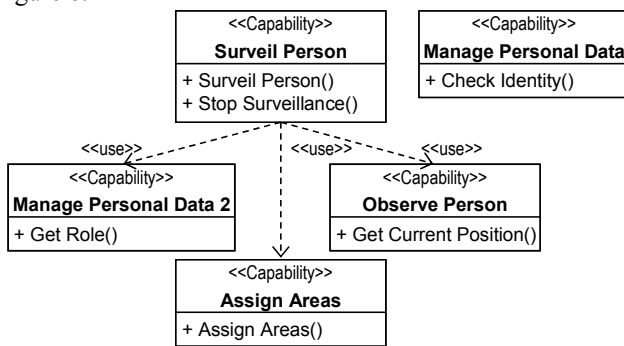 <<Capability>>
Surveil Person
+ Surveil Person()
+ Stop Surveillance()
<<Capability>>
Manage Personal Data
+ Check Identity()
<<use>>
<<use>>
<<use>>
<<Capability>>
Manage Personal Data 2
+ Get Role()
<<Capability>>
Observe Person
+ Get Current Position()
<<Capability>>
Assign Areas
+ Assign Areas()